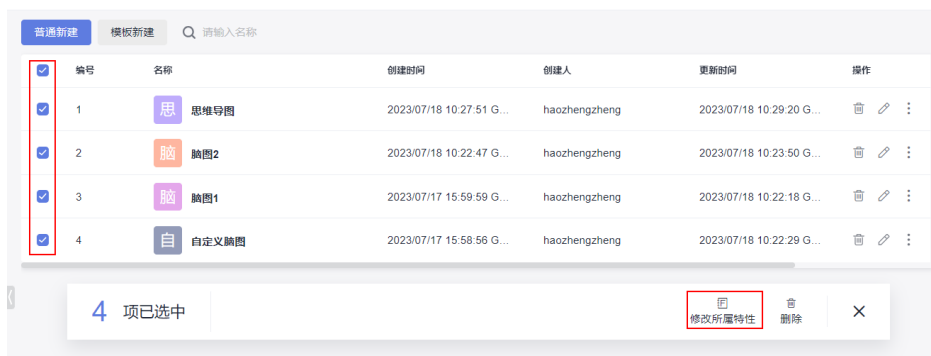 普通新建 模板新建 请输入名称
编号 名称 创建时间 创建人 更新时间 操作
1 思 思维导图 2023/07/18 10:27:51 G... haozhengzheng 2023/07/18 10:29:20 G...
2 脑 脑图2 2023/07/18 10:22:47 G... haozhengzheng 2023/07/18 10:23:50 G...
3 脑 脑图1 2023/07/17 15:59:59 G... haozhengzheng 2023/07/18 10:22:18 G...
4 自 自定义脑图 2023/07/17 15:58:56 G... haozhengzheng 2023/07/18 10:22:29 G...
4 项已选中 F 修改所属特性 删除